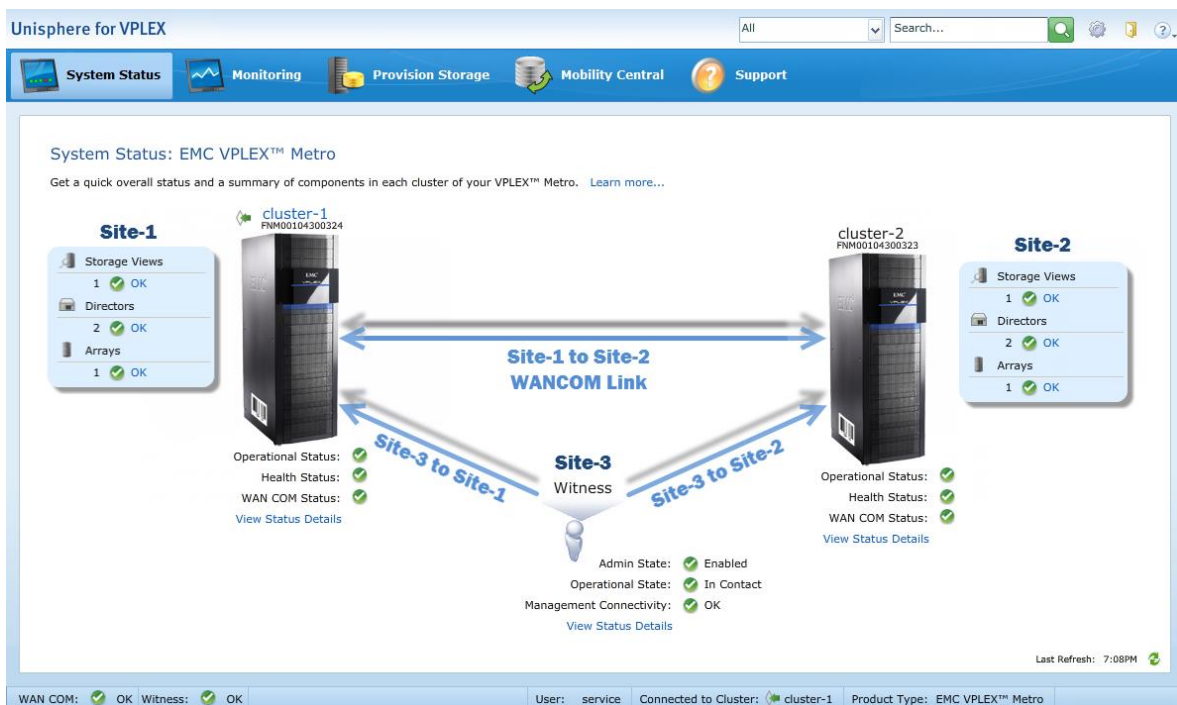 Unisphere for VPLEX
All
Search...
System Status
Monitoring
Provision Storage
Mobility Central
Support
System Status: EMC VPLEX™ Metro
Get a quick overall status and a summary of components in each cluster of your VPLEX™ Metro. Learn more...
Site-1
Storage Views
1 OK
Directors
2 OK
Arrays
1 OK
cluster-1
FNM00104300324
EMC
Operational Status:
Health Status:
WAN COM Status:
View Status Details
Site-1 to Site-2
WANCOM Link
Site-3 to Site-1
Site-3 to Site-2
Site-3
Witness
Admin State: Enabled
Operational State: In Contact
Management Connectivity: OK
View Status Details
cluster-2
FNM00104300323
EMC
Operational Status:
Health Status:
WAN COM Status:
View Status Details
Site-2
Storage Views
1 OK
Directors
2 OK
Arrays
1 OK
Last Refresh: 7:08PM
WAN COM: OK Witness: OK
User: service
Connected to Cluster: cluster-1
Product Type: EMC VPLEX™ Metro